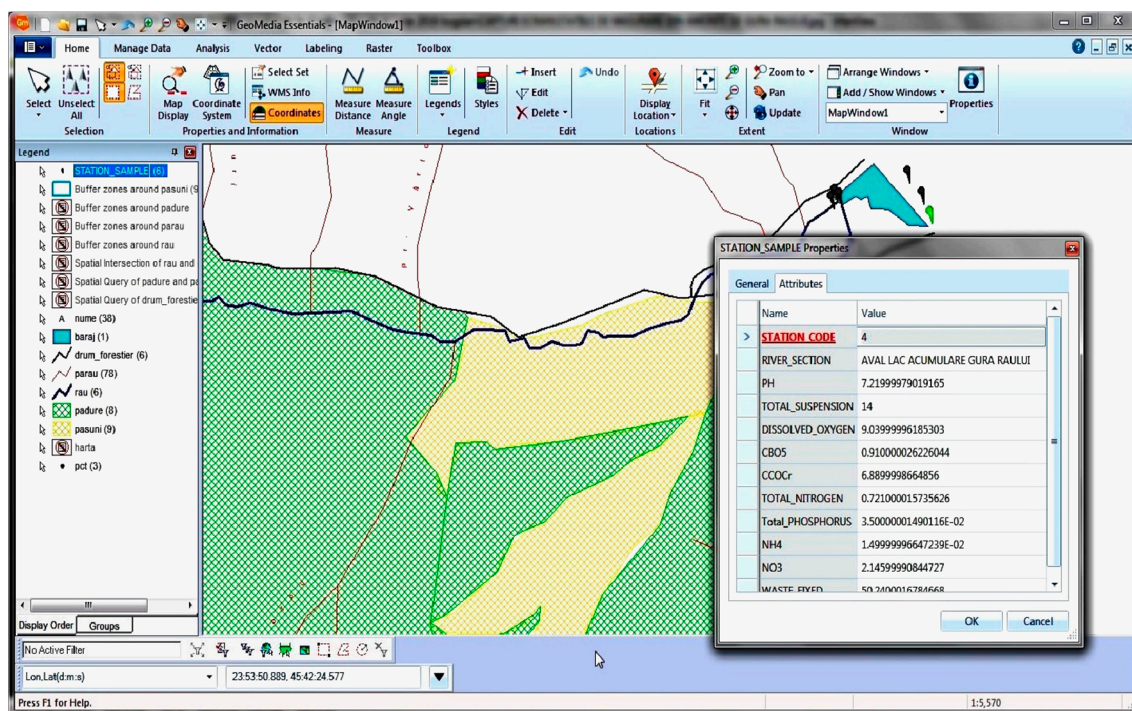 GeoMedia Essentials - [MapWindow1]
Home Manage Data Analysis Vector Labeling Raster Toolbox
Select Unselect All
Selection
Map Display
Coordinate System
Select Set
WMS Info
Coordinates
Properties and Information
Measure Distance
Measure Angle
Measure
Legends
Styles
Legend
Insert
Edit
Delete
Undo
Edit
Display Location
Locations
Fit
Zoom to
Pan
Update
Extent
Arrange Windows
Add / Show Windows
MapWindow1
Properties
Window
Legend
STATION_SAMPLE (6)
Buffer zones around pasuni (9
Buffer zones around padure
Buffer zones around parau
Buffer zones around rau
Spatial Intersection of rau and
Spatial Query of padure and pa
Spatial Query of drum_forestie
A nume (38)
baraj (1)
drum_forestier (6)
parau (78)
rau (6)
padure (8)
pasuni (9)
harta
pct (3)
Display Order Groups
STATION_SAMPLE Properties
General Attributes
Name Value
STATION_CODE 4
RIVER_SECTION AVAL LAC ACUMULARE GURA RAULUI
PH 7.21999979019165
TOTAL_SUSPENSION 14
DISSOLVED_OXYGEN 9.03999996185303
CBO5 0.910000026226044
CCOCr 6.8899998664856
TOTAL_NITROGEN 0.721000015735626
Total_PHOSPHORUS 3.50000001490116E-02
NH4 1.49999996647239E-02
NO3 2.14599990844727
WASTE_FIXED 50.2400016784668
OK Cancel
No Active Filter
Lon,Lat(d:m:s) 23:53:50.889, 45:42:24.577
Press F1 for Help. 1:5,570